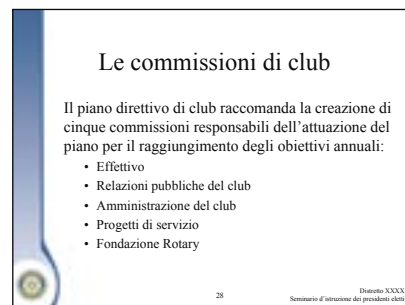 Le commissioni di club
Il piano direttivo di club raccomanda la creazione di
cinque commissioni responsabili dell’attuazione del
piano per il raggiungimento degli obiettivi annuali:
• Effettivo
• Relazioni pubbliche del club
• Amministrazione del club
• Progetti di servizio
• Fondazione Rotary
28
Distretto XXXX
Seminario d’istruzione dei presidenti eletti